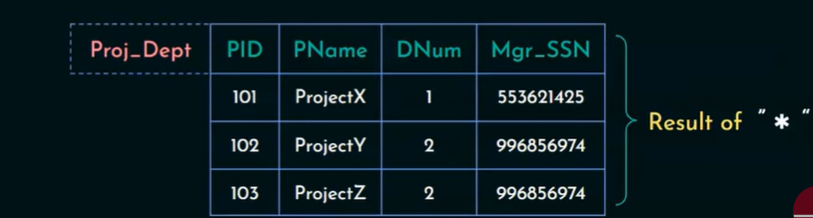 Proj_Dept PID PName DNum Mgr_SSN
101 ProjectX 1 553621425
Result of " * "
102 ProjectY 2 996856974
103 ProjectZ 2 996856974